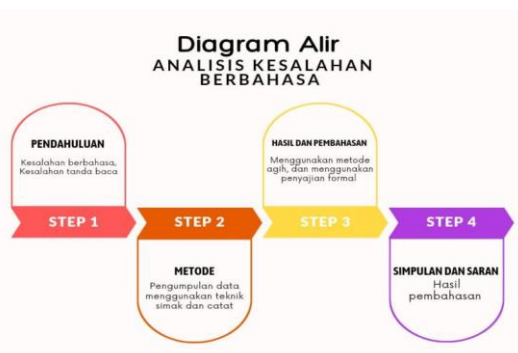 Diagram Alir
ANALISIS KESALAHAN
BERBAHASA
PENDAHULUAN
Kesalahan berbahasa,
Kesalahan tanda baca
STEP 1
STEP 2
METODE
Pengumpulan data
menggunakan teknik
simak dan catat
HASIL DAN PEMBAHASAN
Menggunakan metode
agih, dan menggunakan
penyajian formal
STEP 3
STEP 4
SIMPULAN DAN SARAN
Hasil
pembahasan